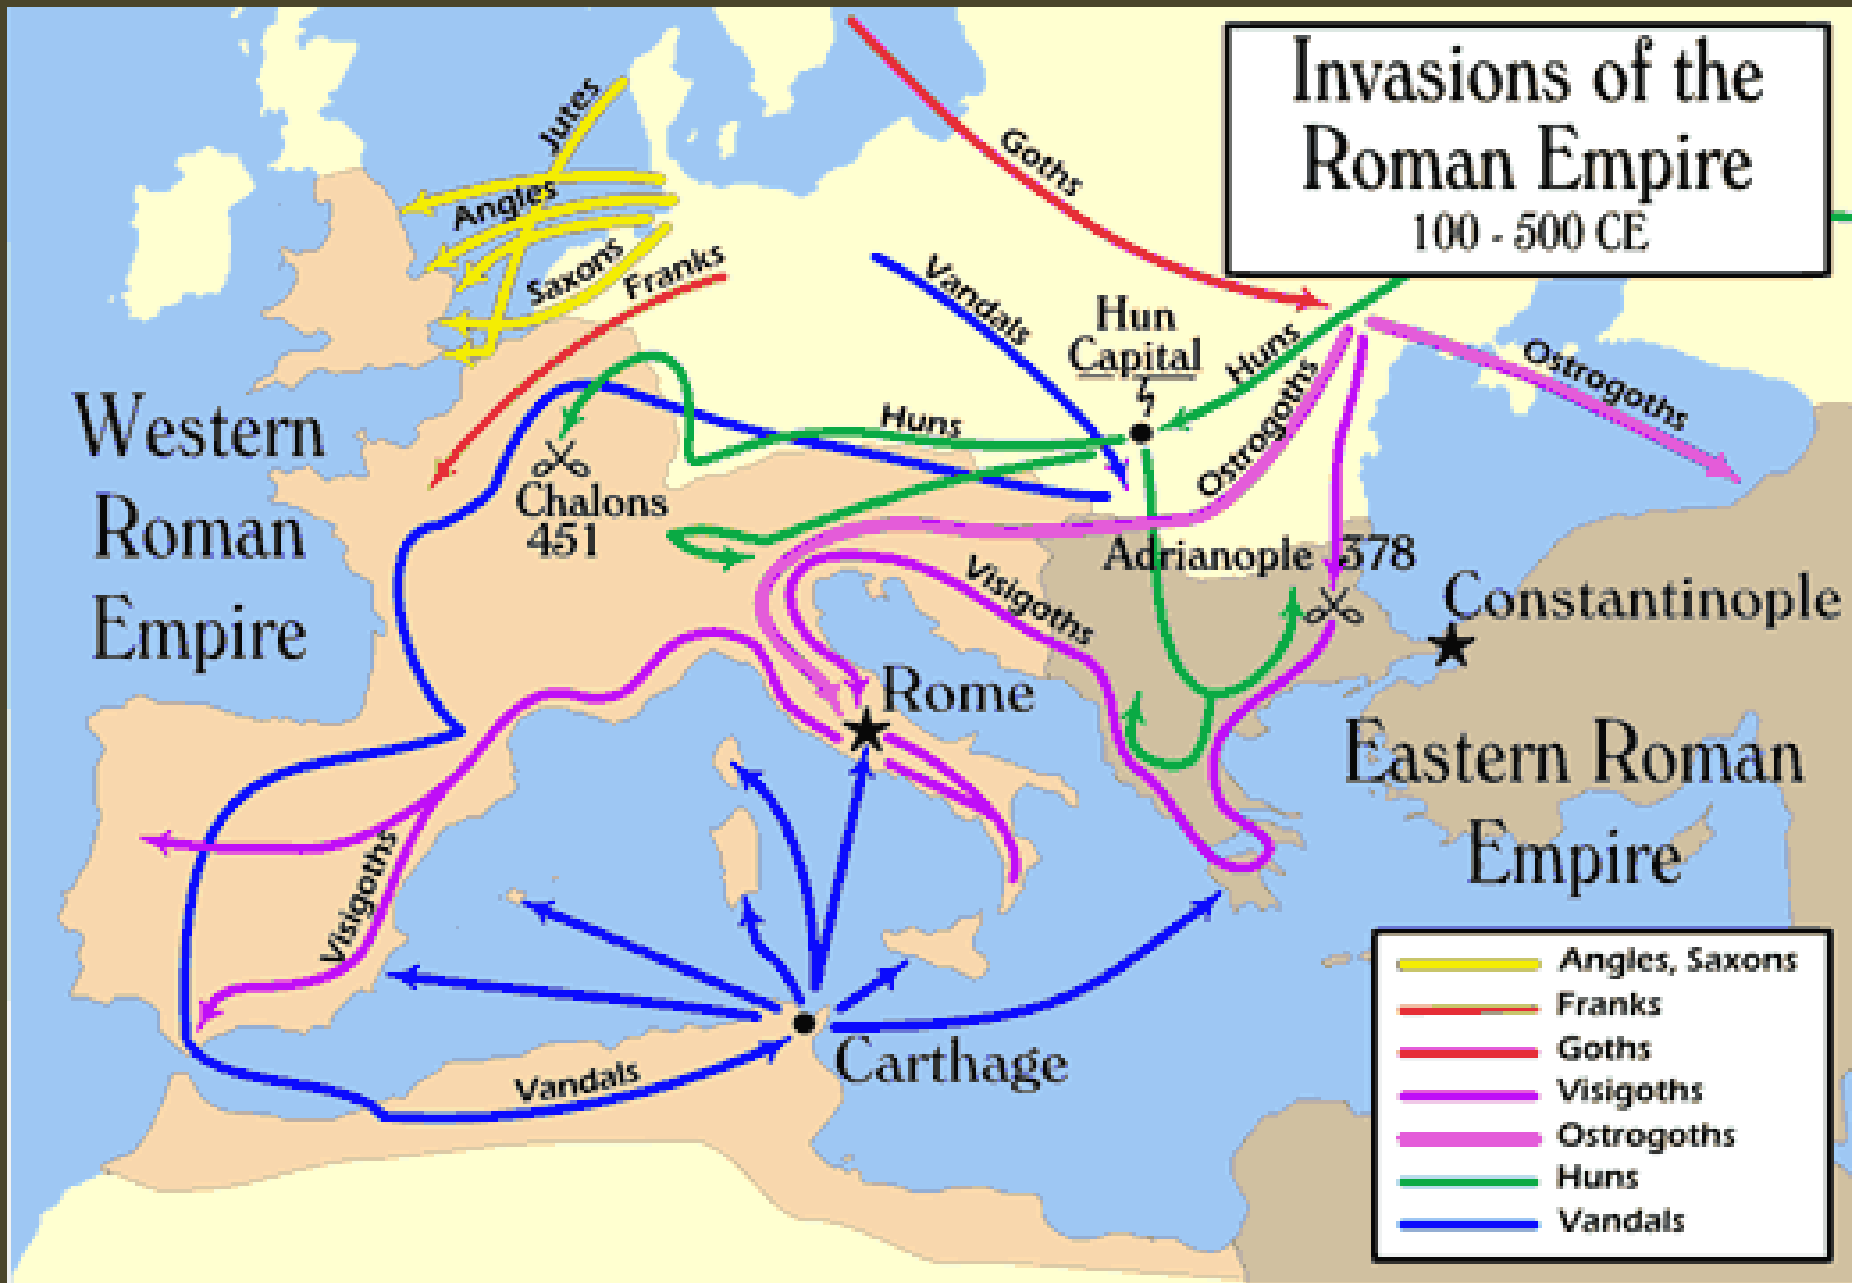 Invasions of the
Roman Empire
100 - 500 CE
Jutes
Angles
Saxons
Franks
Goths
Vandals
Hun
Capital
Huns
Ostrogoths
Ostrogoths
Huns
Western
Roman
Empire
Chalons
451
Adrianople 378
Constantinople
Visigoths
Rome
Eastern Roman
Empire
Visigoths
Vandals
Carthage
Angles, Saxons
Franks
Goths
Visigoths
Ostrogoths
Huns
Vandals